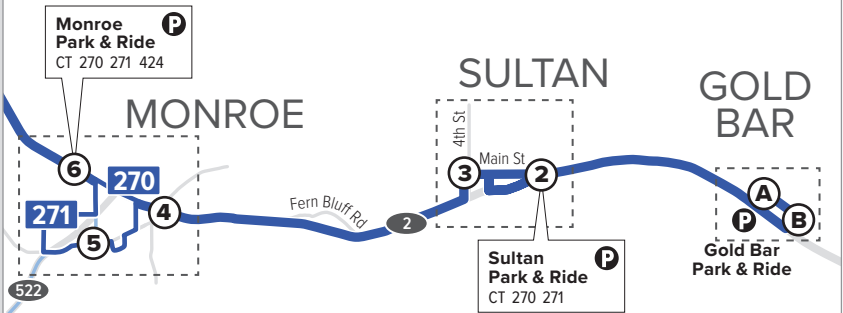 Monroe
Park & Ride
P
CT 270 271 424
MONROE
6
270
271
4
5
522
Fern Bluff Rd
2
SULTAN
4th St
Main St
3
2
Sultan
Park & Ride
P
CT 270 271
GOLD
BAR
A
B
P
Gold Bar
Park & Ride